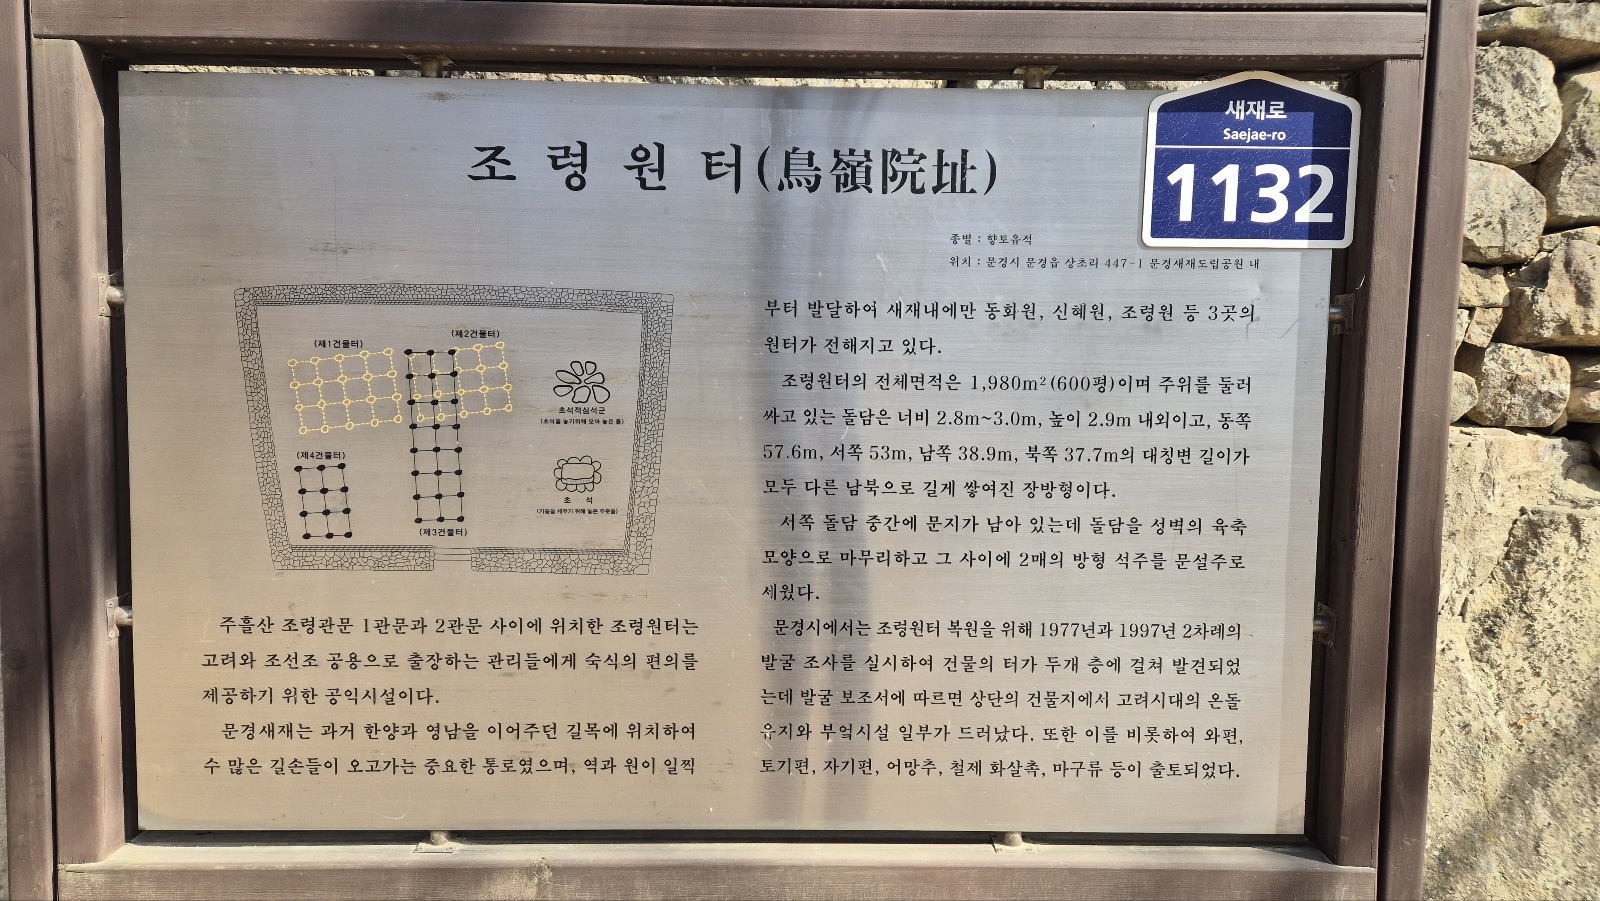 조령원터(鳥嶺院址)
새재로
Saejae-ro
1132
종별 : 향토유적
위치 : 문경시 문경읍 상초리 447-1 문경새재도립공원 내
(제1건물터)
(제2건물터)
초석적심석군
(초석을 놓기위해 모아 놓은 돌)
(제4건물터)
초 석
(기둥을 세우기 위해 놓은 주춧돌)
(제3건물터)
주흘산 조령관문 1관문과 2관문 사이에 위치한 조령원터는
고려와 조선조 공용으로 출장하는 관리들에게 숙식의 편의를
제공하기 위한 공익시설이다.
문경새재는 과거 한양과 영남을 이어주던 길목에 위치하여
수 많은 길손들이 오고가는 중요한 통로였으며, 역과 원이 일찍
부터 발달하여 새재내에만 동화원, 신혜원, 조령원 등 3곳의
원터가 전해지고 있다.
조령원터의 전체면적은 1,980m²(600평)이며 주위를 둘러
싸고 있는 돌담은 너비 2.8m~3.0m, 높이 2.9m 내외이고, 동쪽
57.6m, 서쪽 53m, 남쪽 38.9m, 북쪽 37.7m의 대칭변 길이가
모두 다른 남북으로 길게 쌓여진 장방형이다.
서쪽 돌담 중간에 문지가 남아 있는데 돌담을 성벽의 육축
모양으로 마무리하고 그 사이에 2매의 방형 석주를 문설주로
세웠다.
문경시에서는 조령원터 복원을 위해 1977년과 1997년 2차례의
발굴 조사를 실시하여 건물의 터가 두개 층에 걸쳐 발견되었
는데 발굴 보조서에 따르면 상단의 건물지에서 고려시대의 온돌
유지와 부엌시설 일부가 드러났다. 또한 이를 비롯하여 와편,
토기편, 자기편, 어망추, 철제 화살촉, 마구류 등이 출토되었다.